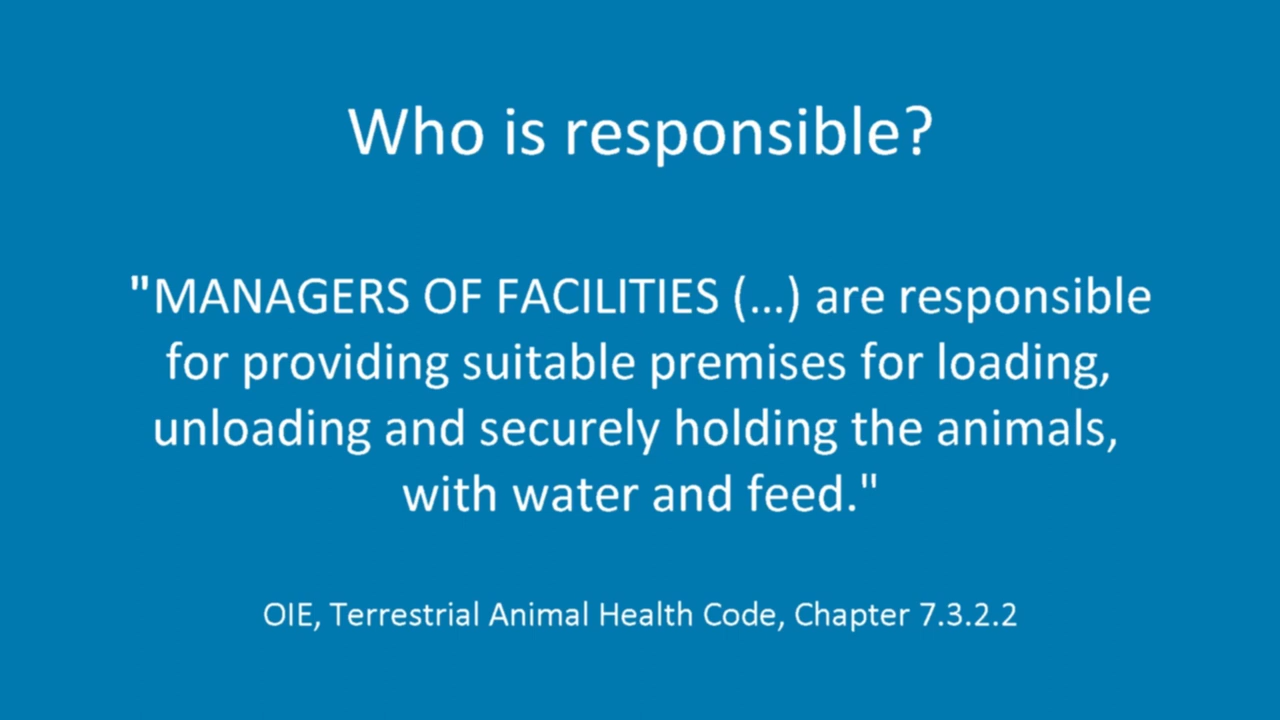 Who is responsible?
"MANAGERS OF FACILITIES (...) are responsible
for providing suitable premises for loading,
unloading and securely holding the animals,
with water and feed."
OIE, Terrestrial Animal Health Code, Chapter 7.3.2.2